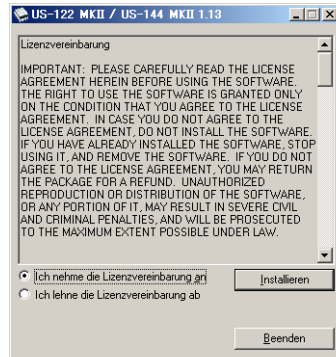 US-122 MKII / US-144 MKII 1.13
Lizenzvereinbarung
IMPORTANT: PLEASE CAREFULLY READ THE LICENSE
AGREEMENT HEREIN BEFORE USING THE SOFTWARE.
THE RIGHT TO USE THE SOFTWARE IS GRANTED ONLY
ON THE CONDITION THAT YOU AGREE TO THE LICENSE
AGREEMENT. IN CASE YOU DO NOT AGREE TO THE
LICENSE AGREEMENT, DO NOT INSTALL THE SOFTWARE.
IF YOU HAVE ALREADY INSTALLED THE SOFTWARE, STOP
USING IT, AND REMOVE THE SOFTWARE. IF YOU DO NOT
AGREE TO THE LICENSE AGREEMENT, YOU MAY RETURN
THE PACKAGE FOR A REFUND. UNAUTHORIZED
REPRODUCTION OR DISTRIBUTION OF THE SOFTWARE,
OR ANY PORTION OF IT, MAY RESULT IN SEVERE CIVIL
AND CRIMINAL PENALTIES, AND WILL BE PROSECUTED
TO THE MAXIMUM EXTENT POSSIBLE UNDER LAW.
Ich nehme die Lizenzvereinbarung an
Installieren
Ich lehne die Lizenzvereinbarung ab
Beenden